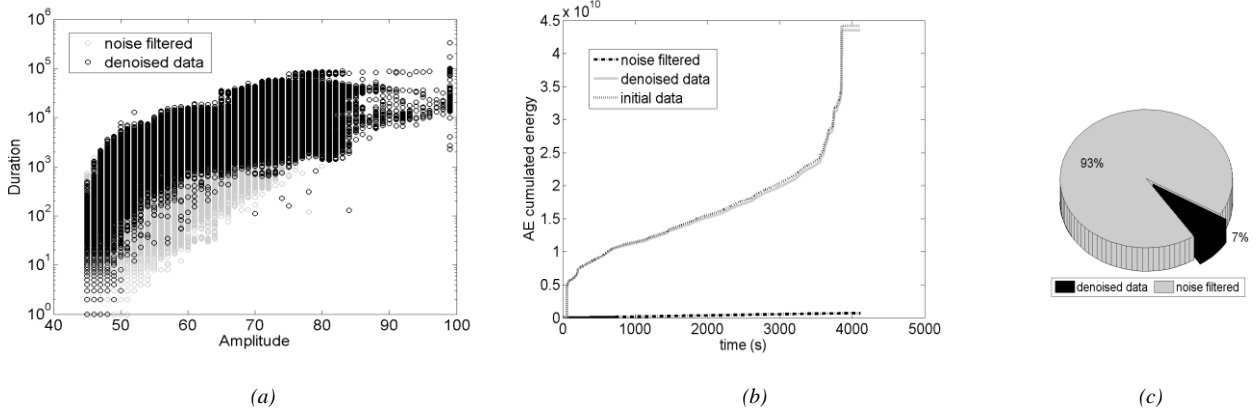 10^6
10^5
10^4
10^3
10^2
10^1
10^0
Duration
noise filtered
denoised data
40 50 60 70 80 90 100
Amplitude
(a)
x 10^10
4.5
4
3.5
3
2.5
2
1.5
1
0.5
0
AE cumulated energy
noise filtered
denoised data
initial data
0 1000 2000 3000 4000 5000
time (s)
(b)
93%
7%
denoised data noise filtered
(c)